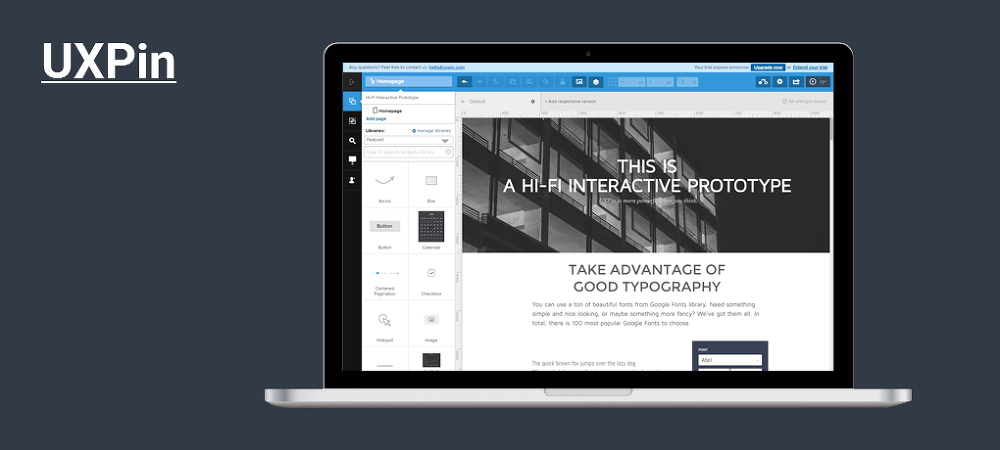 UXPin
Any questions? Feel free to contact us: hello@uxpin.com
Your trial expires tomorrow Upgrade now or Extend your trial
Homepage
Hi-Fi Interactive Prototype
Homepage
Add page
Libraries: manage libraries
Featured
Type to search widgets library
Arrow
Box
Button
Button
Calendar
Centered
Pagination
Checkbox
Hotspot
Image
Default
+ Add responsive version
All changes saved
THIS IS
A HI-FI INTERACTIVE PROTOTYPE
UXPin is more powerful than you think.
TAKE ADVANTAGE OF
GOOD TYPOGRAPHY
You can use a ton of beautiful fonts from Google Fonts library. Need something
simple and nice looking, or maybe something more fancy? We've got them all. In
total, there is 100 most popular Google Fonts to choose.
The quick brown fox jumps over the lazy dog
FONT
Abel